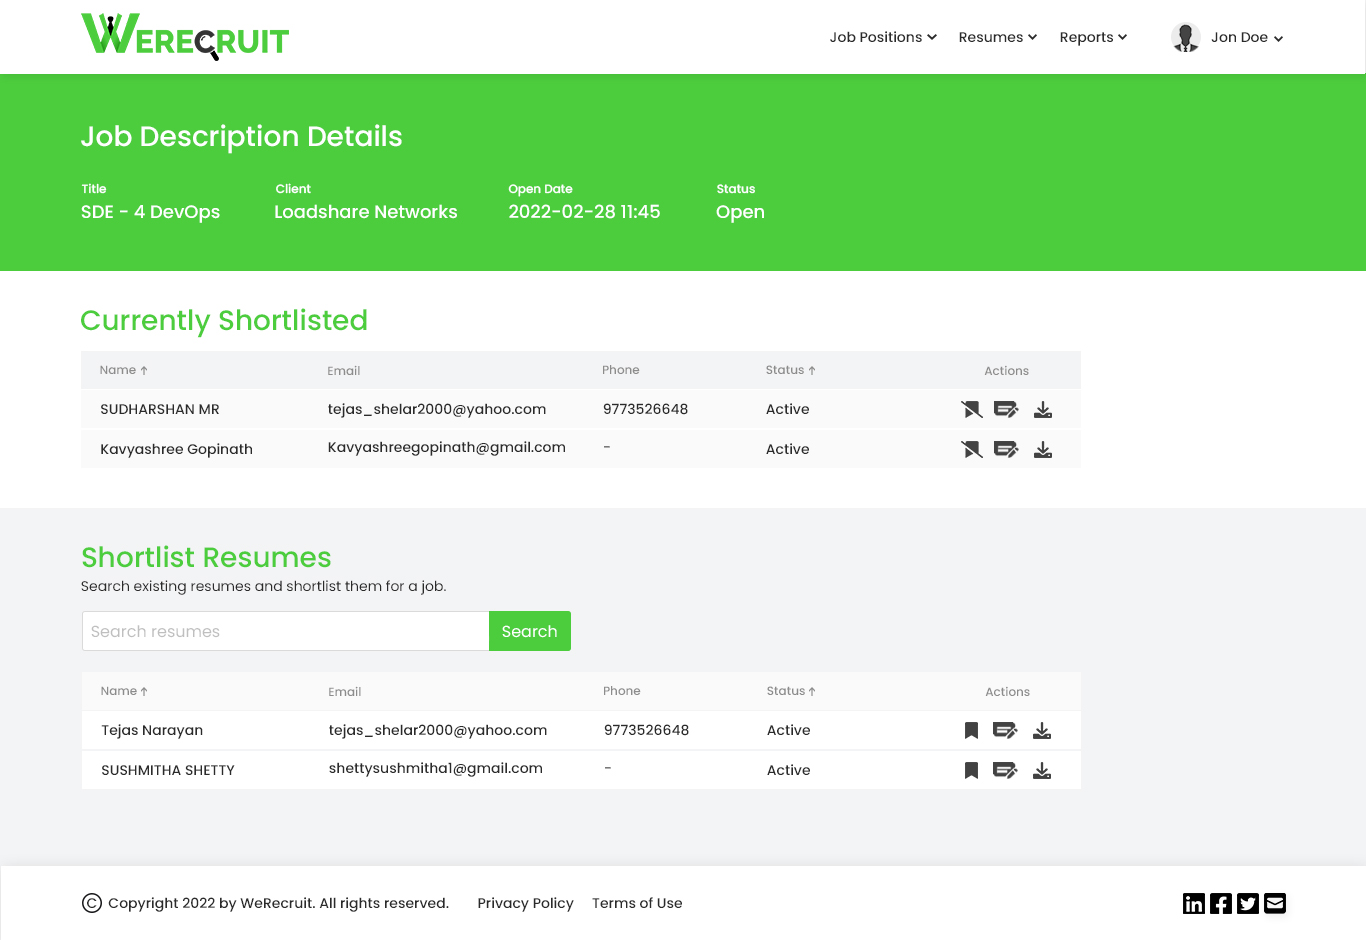 WERECRUIT
Job Positions Resumes Reports Jon Doe
Job Description Details
Title Client Open Date Status
SDE - 4 DevOps Loadshare Networks 2022-02-28 11:45 Open
Currently Shortlisted
Name ↑ Email Phone Status ↑ Actions
SUDHARSHAN MR tejas_shelar2000@yahoo.com 9773526648 Active
Kavyashree Gopinath Kavyashreegopinath@gmail.com - Active
Shortlist Resumes
Search existing resumes and shortlist them for a job.
Search resumes Search
Name ↑ Email Phone Status ↑ Actions
Tejas Narayan tejas_shelar2000@yahoo.com 9773526648 Active
SUSHMITHA SHETTY shettysushmitha1@gmail.com - Active
© Copyright 2022 by WeRecruit. All rights reserved. Privacy Policy Terms of Use